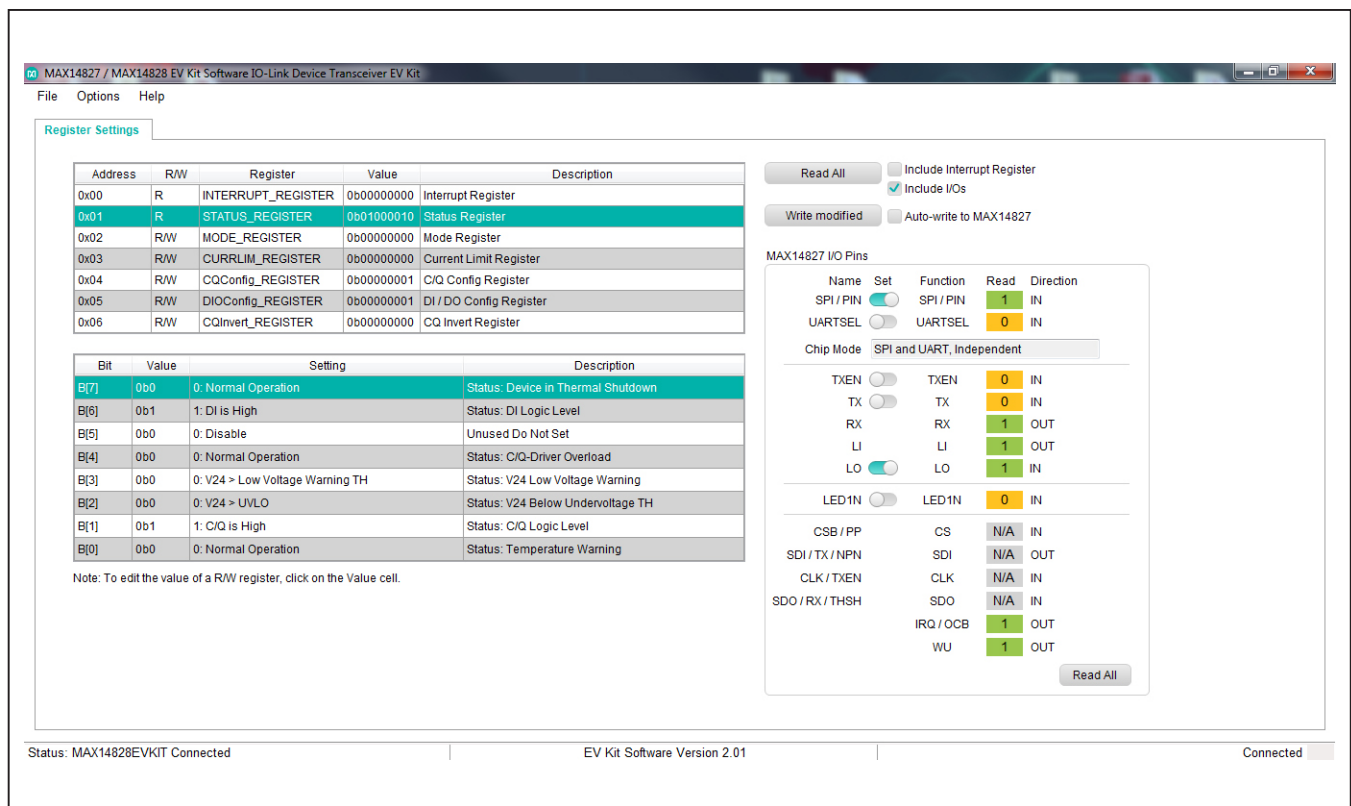 MAX14827 / MAX14828 EV Kit Software IO-Link Device Transceiver EV Kit
File Options Help
Register Settings
Address R/W Register Value Description
0x00 R INTERRUPT_REGISTER 0b00000000 Interrupt Register
0x01 R STATUS_REGISTER 0b01000010 Status Register
0x02 R/W MODE_REGISTER 0b00000000 Mode Register
0x03 R/W CURRLIM_REGISTER 0b00000000 Current Limit Register
0x04 R/W CQConfig_REGISTER 0b00000001 C/Q Config Register
0x05 R/W DIOConfig_REGISTER 0b00000001 DI / DO Config Register
0x06 R/W CQInvert_REGISTER 0b00000000 CQ Invert Register
Bit Value Setting Description
B[7] 0b0 0: Normal Operation Status: Device in Thermal Shutdown
B[6] 0b1 1: DI is High Status: DI Logic Level
B[5] 0b0 0: Disable Unused Do Not Set
B[4] 0b0 0: Normal Operation Status: C/Q-Driver Overload
B[3] 0b0 0: V24 > Low Voltage Warning TH Status: V24 Low Voltage Warning
B[2] 0b0 0: V24 > UVLO Status: V24 Below Undervoltage TH
B[1] 0b1 1: C/Q is High Status: C/Q Logic Level
B[0] 0b0 0: Normal Operation Status: Temperature Warning
Note: To edit the value of a R/W register, click on the Value cell.
Read All Include Interrupt Register
Include I/Os
Write modified Auto-write to MAX14827
MAX14827 I/O Pins
Name Set Function Read Direction
SPI / PIN SPI / PIN 1 IN
UARTSEL UARTSEL 0 IN
Chip Mode SPI and UART, Independent
TXEN TXEN 0 IN
TX TX 0 IN
RX RX 1 OUT
LI LI 1 OUT
LO LO 1 IN
LED1N LED1N 0 IN
CSB / PP CS N/A IN
SDI / TX / NPN SDI N/A OUT
CLK / TXEN CLK N/A IN
SDO / RX / THSH SDO N/A IN
IRQ / OCB 1 OUT
WU 1 OUT
Read All
Status: MAX14828EVKIT Connected EV Kit Software Version 2.01 Connected